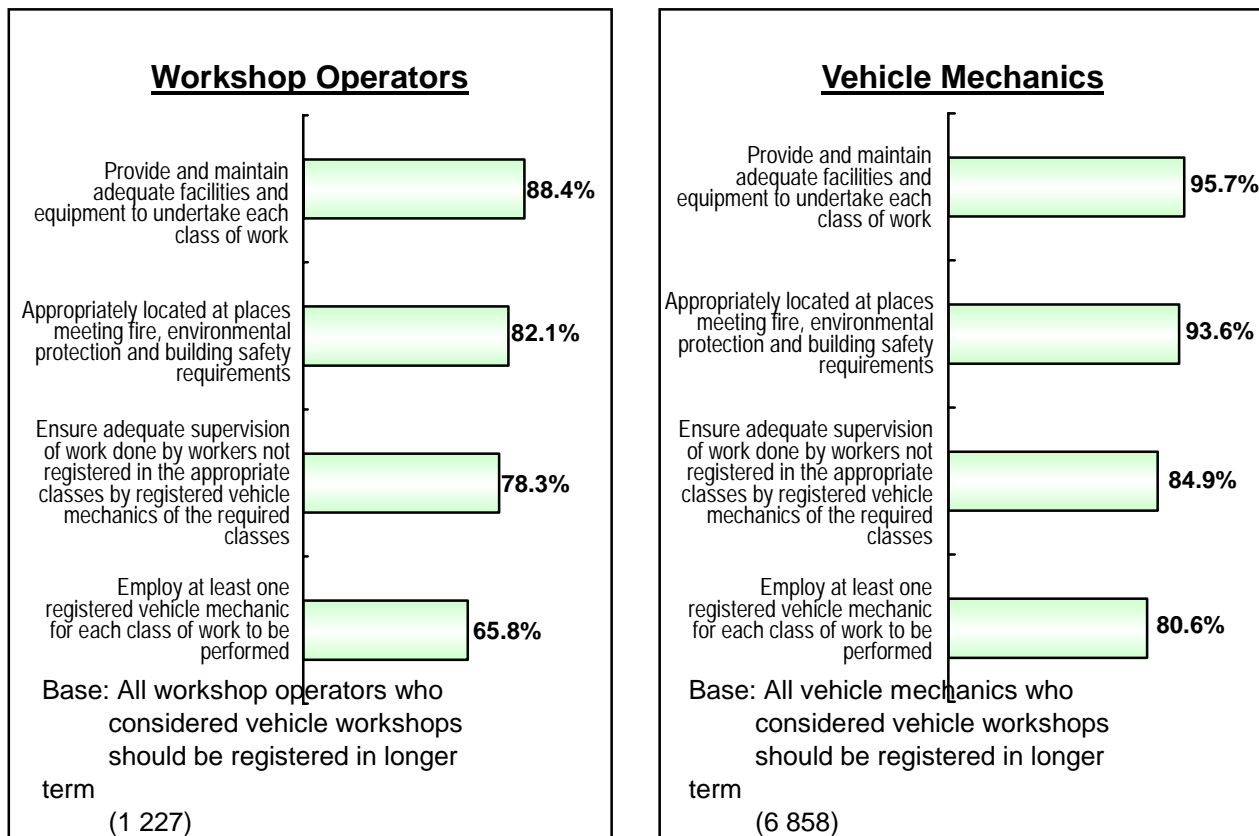 Workshop Operators
Provide and maintain
adequate facilities and
equipment to undertake each
class of work
88.4%
Appropriately located at places
meeting fire, environmental
protection and building safety
requirements
82.1%
Ensure adequate supervision
of work done by workers not
registered in the appropriate
classes by registered vehicle
mechanics of the required
classes
78.3%
Employ at least one
registered vehicle mechanic
for each class of work to be
performed
65.8%
Base: All workshop operators who
considered vehicle workshops
should be registered in longer
term
(1 227)
Vehicle Mechanics
Provide and maintain
adequate facilities and
equipment to undertake each
class of work
95.7%
Appropriately located at places
meeting fire, environmental
protection and building safety
requirements
93.6%
Ensure adequate supervision
of work done by workers not
registered in the appropriate
classes by registered vehicle
mechanics of the required
classes
84.9%
Employ at least one
registered vehicle mechanic
for each class of work to be
performed
80.6%
Base: All vehicle mechanics who
considered vehicle workshops
should be registered in longer
term
(6 858)